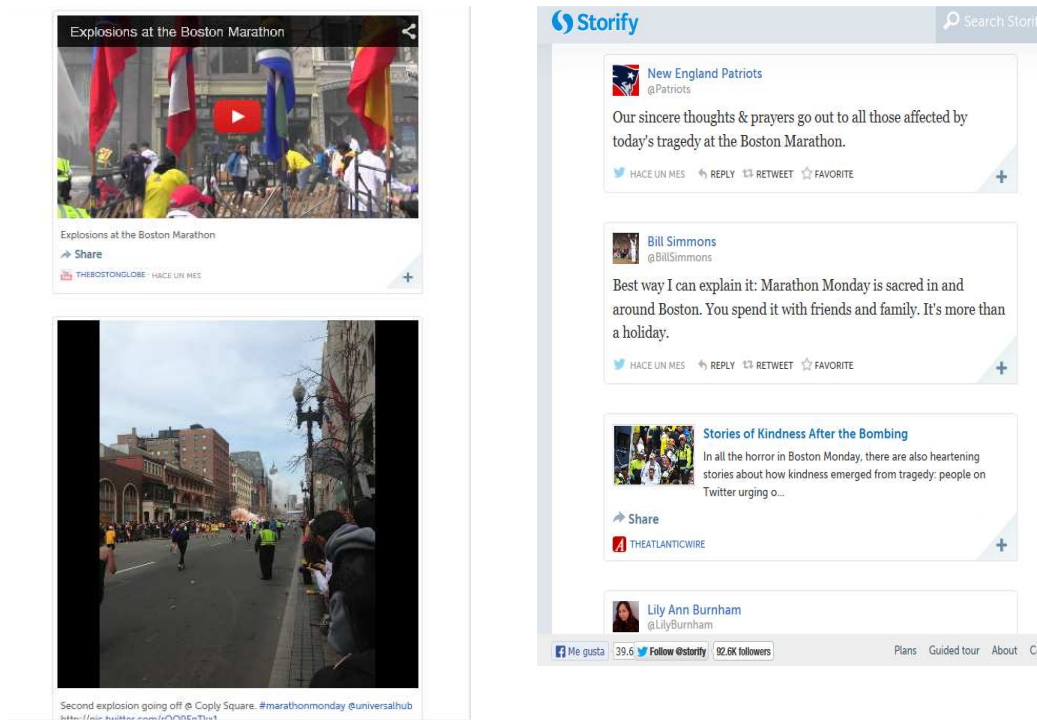 Explosions at the Boston Marathon
Explosions at the Boston Marathon
Share
THEBOSTONGLOBE HACE UN MES
Second explosion going off @ Coply Square. #marathonmonday @universalhub
Storify
Search Storif
New England Patriots
@Patriots
Our sincere thoughts & prayers go out to all those affected by
today's tragedy at the Boston Marathon.
HACE UN MES REPLY RETWEET FAVORITE
Bill Simmons
@BillSimmons
Best way I can explain it: Marathon Monday is sacred in and
around Boston. You spend it with friends and family. It's more than
a holiday.
HACE UN MES REPLY RETWEET FAVORITE
Stories of Kindness After the Bombing
In all the horror in Boston Monday, there are also heartening
stories about how kindness emerged from tragedy: people on
Twitter urging o...
Share
THEATLANTICWIRE
Lily Ann Burnham
@LilyBurnham
Me gusta 39.6 Follow @storify 92.6K followers Plans Guided tour About